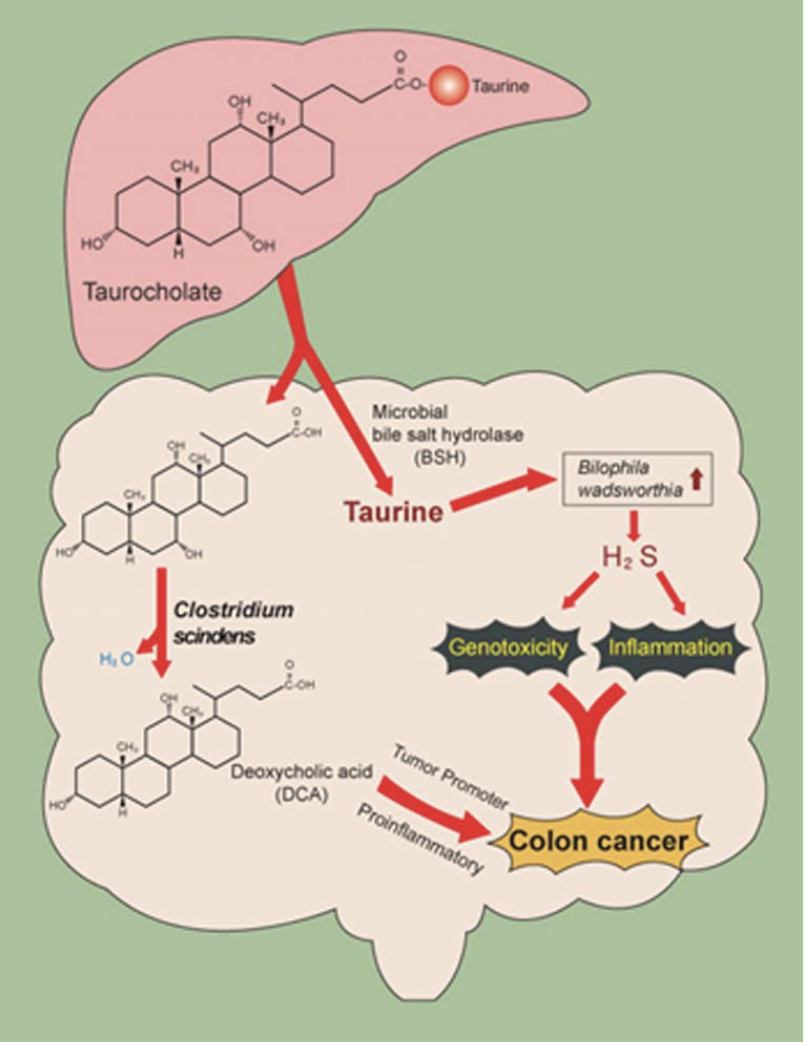 O
C-O-
Taurine
OH
CH₃
CH₃
HO
H
OH
Taurocholate
O
C-OH
OH
CH₃
CH₃
HO
H
OH
Microbial
bile salt hydrolase
(BSH)
Taurine
Bilophila
wadsworthia
H₂ S
Clostridium
scindens
H₂ O
Genotoxicity
Inflammation
O
C-OH
OH
CH₃
CH₃
HO
H
Deoxycholic acid
(DCA)
Tumor Promoter
Proinflammatory
Colon cancer